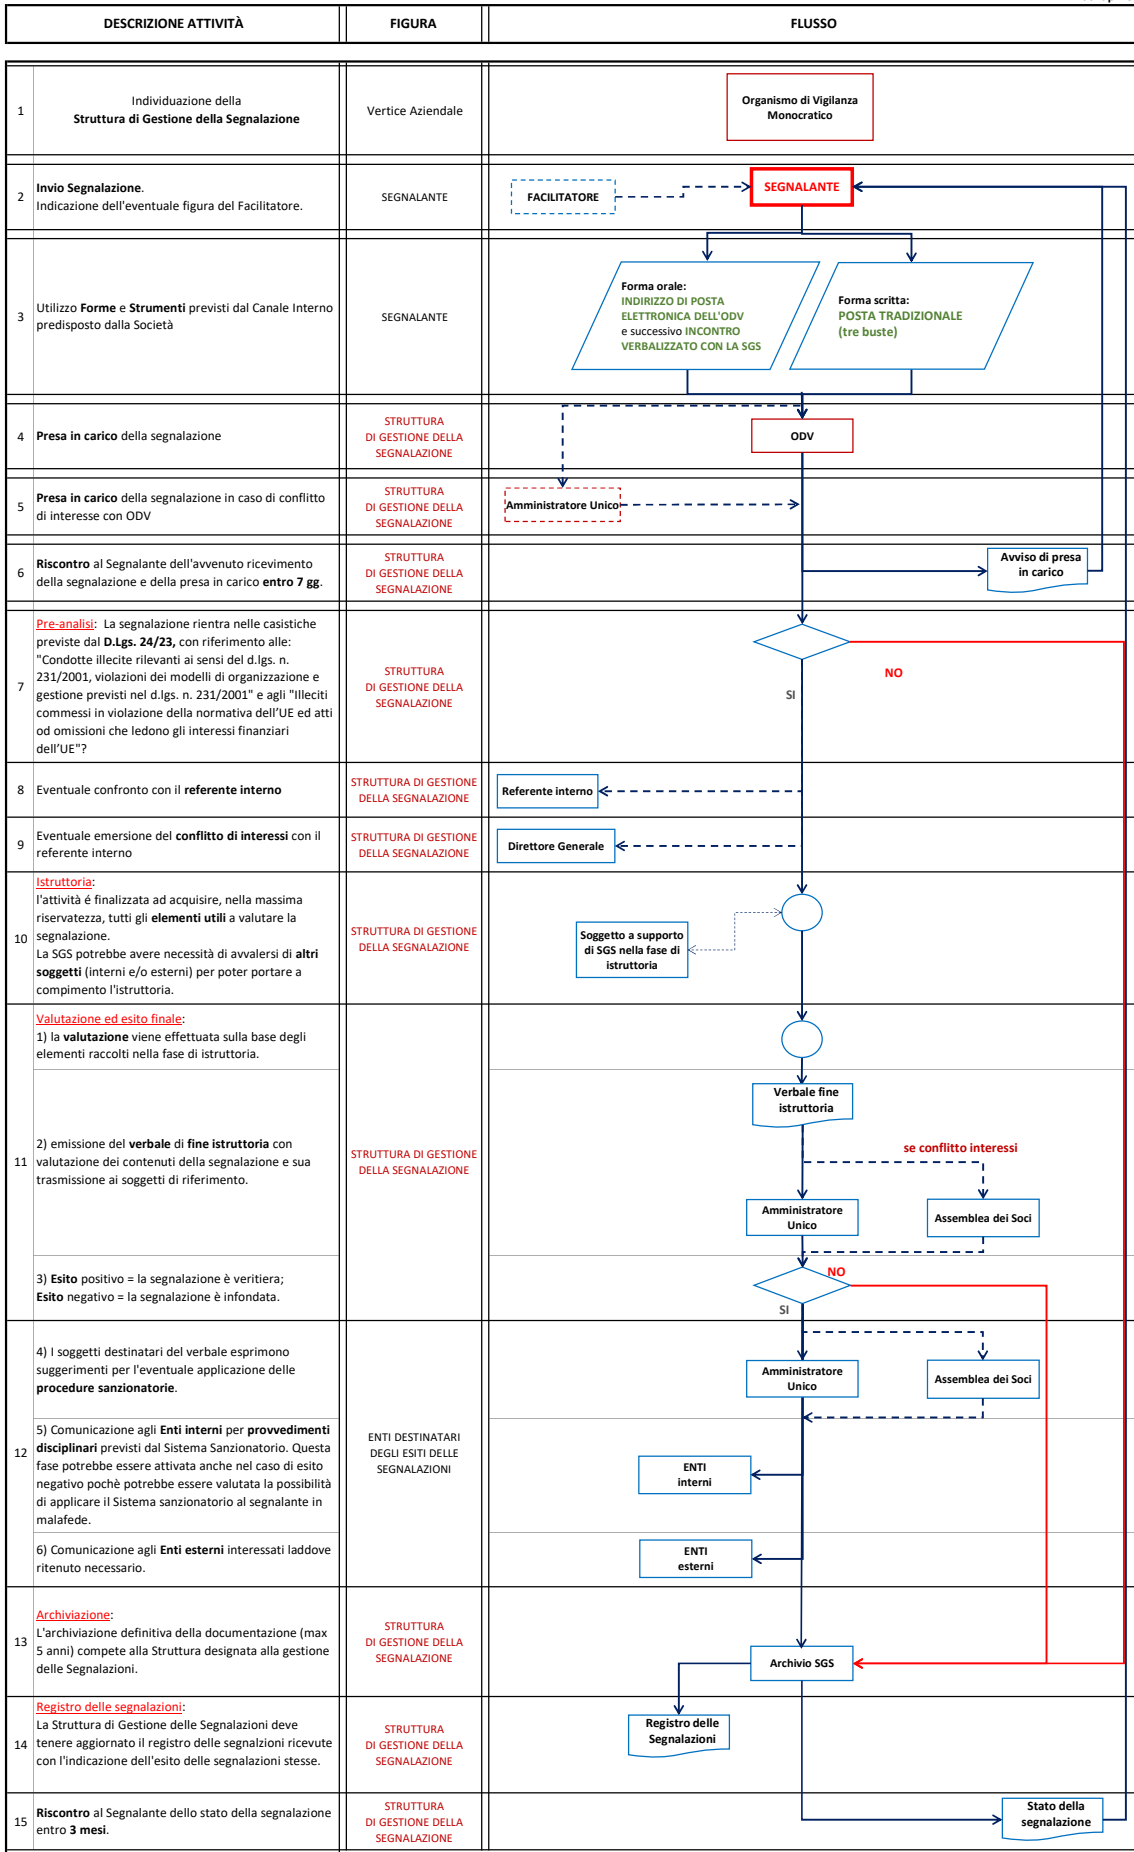 DESCRIZIONE ATTIVITÀ
FIGURA
FLUSSO
1
Individuazione della
Struttura di Gestione della Segnalazione
Vertice Aziendale
Organismo di Vigilanza
Monocratico
2
Invio Segnalazione.
Indicazione dell'eventuale figura del Facilitatore.
SEGNALANTE
FACILITATORE
SEGNALANTE
3
Utilizzo Forme e Strumenti previsti dal Canale Interno
predisposto dalla Società
SEGNALANTE
Forma orale:
INDIRIZZO DI POSTA
ELETTRONICA DELL'ODV
e successivo INCONTRO
VERBALIZZATO CON LA SGS
Forma scritta:
POSTA TRADIZIONALE
(tre buste)
4
Presa in carico della segnalazione
STRUTTURA
DI GESTIONE DELLA
SEGNALAZIONE
ODV
5
Presa in carico della segnalazione in caso di conflitto
di interesse con ODV
STRUTTURA
DI GESTIONE DELLA
SEGNALAZIONE
Amministratore Unico
6
Riscontro al Segnalante dell'avvenuto ricevimento
della segnalazione e della presa in carico entro 7 gg.
STRUTTURA
DI GESTIONE DELLA
SEGNALAZIONE
Avviso di presa
in carico
7
Pre-analisi: La segnalazione rientra nelle casistiche
previste dal D.Lgs. 24/23, con riferimento alle:
"Condotte illecite rilevanti ai sensi del d.lgs. n.
231/2001, violazioni dei modelli di organizzazione e
gestione previsti nel d.lgs. n. 231/2001" e agli "Illeciti
commessi in violazione della normativa dell'UE ed atti
od omissioni che ledono gli interessi finanziari
dell'UE"?
STRUTTURA
DI GESTIONE DELLA
SEGNALAZIONE
NO
SI
8
Eventuale confronto con il referente interno
STRUTTURA DI GESTIONE
DELLA SEGNALAZIONE
Referente interno
9
Eventuale emersione del conflitto di interessi con il
referente interno
STRUTTURA DI GESTIONE
DELLA SEGNALAZIONE
Direttore Generale
10
Istruttoria:
l'attività é finalizzata ad acquisire, nella massima
riservatezza, tutti gli elementi utili a valutare la
segnalazione.
La SGS potrebbe avere necessità di avvalersi di altri
soggetti (interni e/o esterni) per poter portare a
compimento l'istruttoria.
STRUTTURA DI GESTIONE
DELLA SEGNALAZIONE
Soggetto a supporto
di SGS nella fase di
istruttoria
11
Valutazione ed esito finale:
1) la valutazione viene effettuata sulla base degli
elementi raccolti nella fase di istruttoria.
2) emissione del verbale di fine istruttoria con
valutazione dei contenuti della segnalazione e sua
trasmissione ai soggetti di riferimento.
3) Esito positivo = la segnalazione è veritiera;
Esito negativo = la segnalazione è infondata.
STRUTTURA DI GESTIONE
DELLA SEGNALAZIONE
Verbale fine
istruttoria
se conflitto interessi
Amministratore
Unico
Assemblea dei Soci
NO
SI
12
4) I soggetti destinatari del verbale esprimono
suggerimenti per l'eventuale applicazione delle
procedure sanzionatorie.
5) Comunicazione agli Enti interni per provvedimenti
disciplinari previsti dal Sistema Sanzionatorio. Questa
fase potrebbe essere attivata anche nel caso di esito
negativo pochè potrebbe essere valutata la possibilità
di applicare il Sistema sanzionatorio al segnalante in
malafede.
6) Comunicazione agli Enti esterni interessati laddove
ritenuto necessario.
ENTI DESTINATARI
DEGLI ESITI DELLE
SEGNALAZIONI
Amministratore
Unico
Assemblea dei Soci
ENTI
interni
ENTI
esterni
13
Archiviazione:
L'archiviazione definitiva della documentazione (max
5 anni) compete alla Struttura designata alla gestione
delle Segnalazioni.
STRUTTURA
DI GESTIONE DELLA
SEGNALAZIONE
Archivio SGS
14
Registro delle segnalazioni:
La Struttura di Gestione delle Segnalazioni deve
tenere aggiornato il registro delle segnalzioni ricevute
con l'indicazione dell'esito delle segnalazioni stesse.
STRUTTURA
DI GESTIONE DELLA
SEGNALAZIONE
Registro delle
Segnalazioni
15
Riscontro al Segnalante dello stato della segnalazione
entro 3 mesi.
STRUTTURA
DI GESTIONE DELLA
SEGNALAZIONE
Stato della
segnalazione